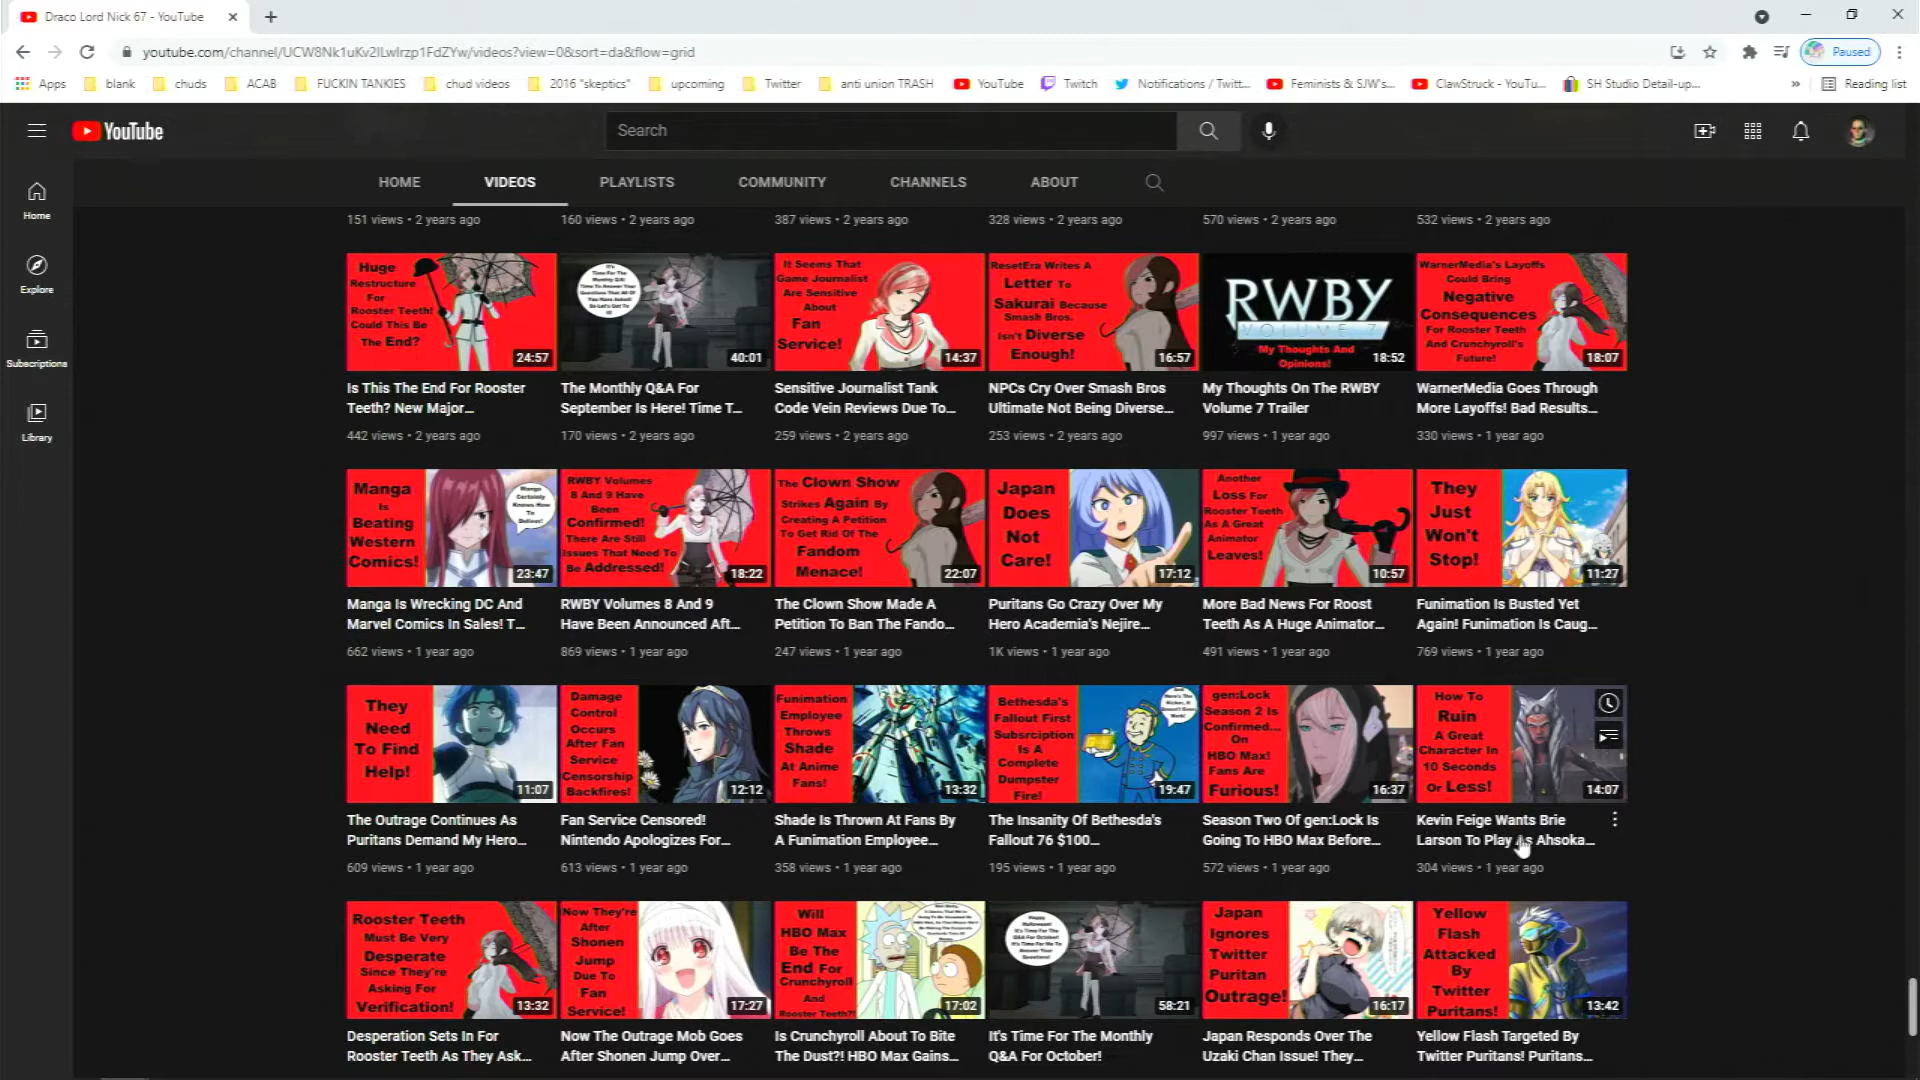 Draco Lord Nick 67 - YouTube
youtube.com/channel/UCW8Nk1uKv2lLwlrzp1FdZYw/videos?view=0&sort=da&flow=grid
Paused
Apps
blank
chuds
ACAB
FUCKIN TANKIES
chud videos
2016 "skeptics"
upcoming
Twitter
anti union TRASH
YouTube
Twitch
Notifications / Twitt...
Feminists & SJW's...
ClawStruck - YouTu...
SH Studio Detail-up...
Reading list
YouTube
Search
Home
Explore
Subscriptions
Library
HOME
VIDEOS
PLAYLISTS
COMMUNITY
CHANNELS
ABOUT
151 views • 2 years ago
160 views • 2 years ago
387 views • 2 years ago
328 views • 2 years ago
570 views • 2 years ago
532 views • 2 years ago
Huge
Restructure
For
Rooster Teeth!
Could This Be
The End?
24:57
It's
Time For The
Monthly Q&A!
Time To Answer Your
Questions That All Of
You Have Asked!
So Let's Get To
It!
40:01
It Seems That
Game Journalist
Are Sensitive
About
Fan
Service!
14:37
ResetEra Writes A
Letter To
Sakurai Because
Smash Bros.
Isn't Diverse
Enough!
16:57
RWBY
VOLUME 7
My Thoughts And
Opinions!
18:52
WarnerMedia's Layoffs
Could Bring
Negative
Consequences
For Rooster Teeth
And Crunchyroll's
Future!
18:07
Is This The End For Rooster
Teeth? New Major...
442 views • 2 years ago
The Monthly Q&A For
September Is Here! Time T...
170 views • 2 years ago
Sensitive Journalist Tank
Code Vein Reviews Due To...
259 views • 2 years ago
NPCs Cry Over Smash Bros
Ultimate Not Being Diverse...
253 views • 2 years ago
My Thoughts On The RWBY
Volume 7 Trailer
997 views • 1 year ago
WarnerMedia Goes Through
More Layoffs! Bad Results...
330 views • 1 year ago
Manga
Is
Beating
Western
Comics!
Manga
Certainly
Knows How
To
Deliver!
23:47
RWBY Volumes
8 And 9 Have
Been
Confirmed!
There Are Still
Issues That Need To
Be Addressed!
18:22
The Clown Show
Strikes Again By
Creating A Petition
To Get Rid Of The
Fandom
Menace!
22:07
Japan
Does
Not
Care!
17:12
Another
Loss For
Rooster Teeth
As A Great
Animator
Leaves!
10:57
They
Just
Won't
Stop!
11:27
Manga Is Wrecking DC And
Marvel Comics In Sales! T...
662 views • 1 year ago
RWBY Volumes 8 And 9
Have Been Announced Aft...
869 views • 1 year ago
The Clown Show Made A
Petition To Ban The Fando...
247 views • 1 year ago
Puritans Go Crazy Over My
Hero Academia's Nejire...
1K views • 1 year ago
More Bad News For Roost
Teeth As A Huge Animator...
491 views • 1 year ago
Funimation Is Busted Yet
Again! Funimation Is Caug...
769 views • 1 year ago
They
Need
To Find
Help!
11:07
Damage
Control
Occurs
After Fan
Service
Censorship
Backfires!
12:12
Funimation
Employee
Throws
Shade
At Anime
Fans!
13:32
Bethesda's
Fallout First
Subsrciption
Is A
Complete
Dumpster
Fire!
19:47
gen:Lock
Season 2 Is
Confirmed...
On
HBO Max!
Fans Are
Furious!
16:37
How To
Ruin
A Great
Character In
10 Seconds
Or Less!
14:07
The Outrage Continues As
Puritans Demand My Hero...
609 views • 1 year ago
Fan Service Censored!
Nintendo Apologizes For...
613 views • 1 year ago
Shade Is Thrown At Fans By
A Funimation Employee...
358 views • 1 year ago
The Insanity Of Bethesda's
Fallout 76 $100...
195 views • 1 year ago
Season Two Of gen:Lock Is
Going To HBO Max Before...
572 views • 1 year ago
Kevin Feige Wants Brie
Larson To Play As Ahsoka...
304 views • 1 year ago
Rooster Teeth
Must Be Very
Desperate
Since They're
Asking For
Verification!
13:32
Now They're
After
Shonen
Jump
Due To
Fan
Service!
17:27
Will
HBO Max
Be The
End For
Crunchyroll
And
Rooster Teeth?!
17:02
58:21
Japan
Ignores
Twitter
Puritan
Outrage!
16:17
Yellow
Flash
Attacked
By
Twitter
Puritans!
13:42
Desperation Sets In For
Rooster Teeth As They Ask...
Now The Outrage Mob Goes
After Shonen Jump Over...
Is Crunchyroll About To Bite
The Dust?! HBO Max Gains...
It's Time For The Monthly
Q&A For October!
Japan Responds Over The
Uzaki Chan Issue! They...
Yellow Flash Targeted By
Twitter Puritans! Puritans...